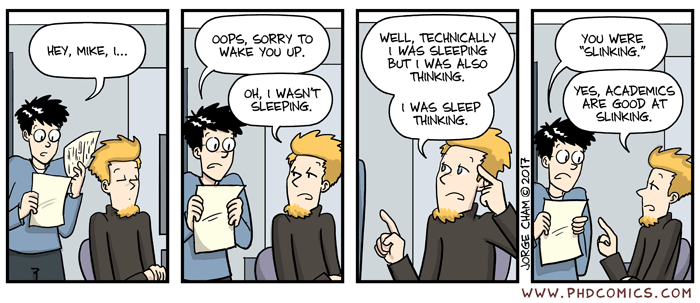 HEY, MIKE, I...
OOPS, SORRY TO
WAKE YOU UP.
OH, I WASN'T
SLEEPING.
WELL, TECHNICALLY
I WAS SLEEPING
BUT I WAS ALSO
THINKING.
I WAS SLEEP
THINKING.
JORGE CHAM © 2017
YOU WERE
"SLINKING."
YES, ACADEMICS
ARE GOOD AT
SLINKING.
WWW.PHDCOMICS.COM